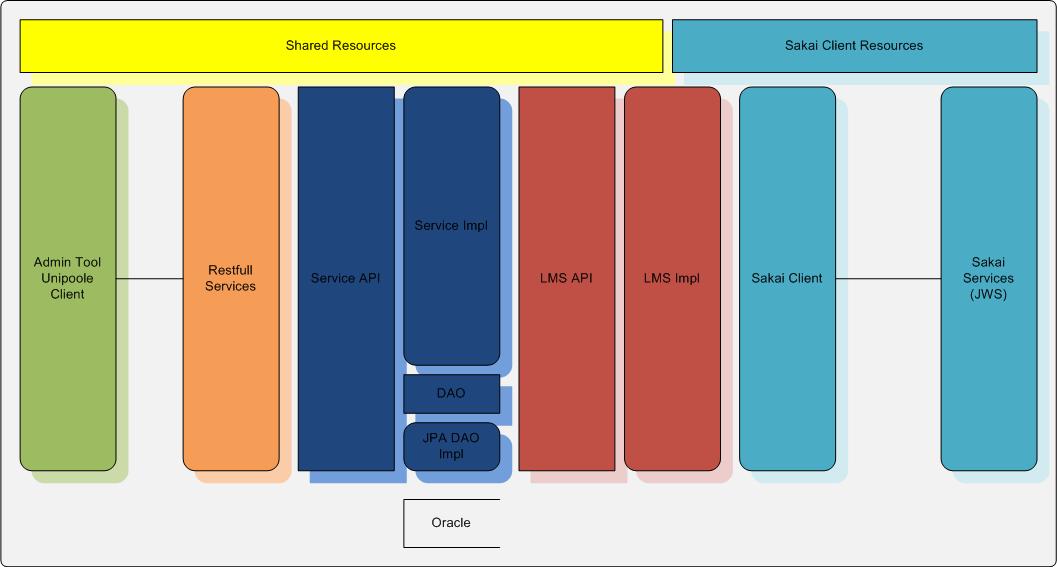 Shared Resources
Sakai Client Resources
Admin Tool
Unipoole
Client
Restfull
Services
Service API
Service Impl
DAO
JPA DAO
Impl
Oracle
LMS API
LMS Impl
Sakai Client
Sakai
Services
(JWS)